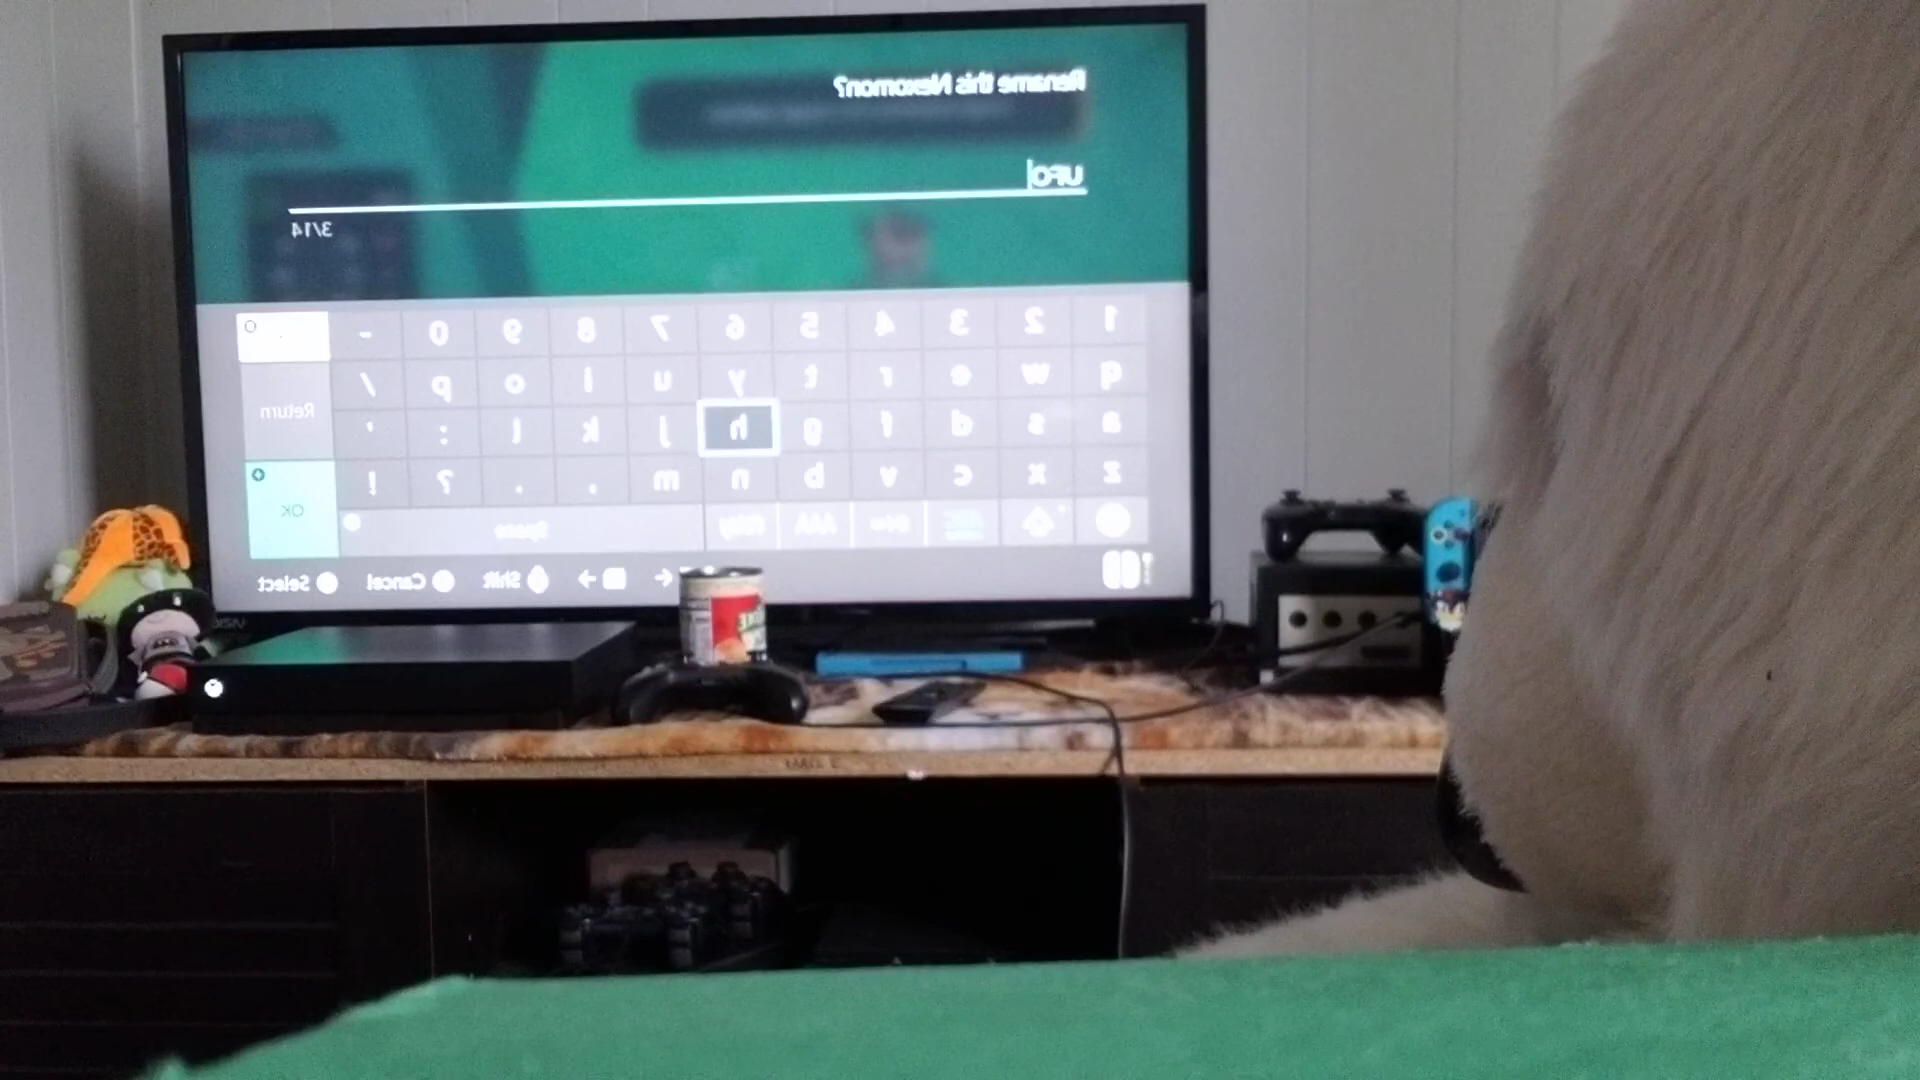 Rename this Nexomon?
UFO
3/14
1 2 3 4 5 6 7 8 9 0 -
q w e r t y u i o p /
Return
a s d f g h j k l : '
z x c v b n m , . ? !
OK
Space
Shift Cancel Select